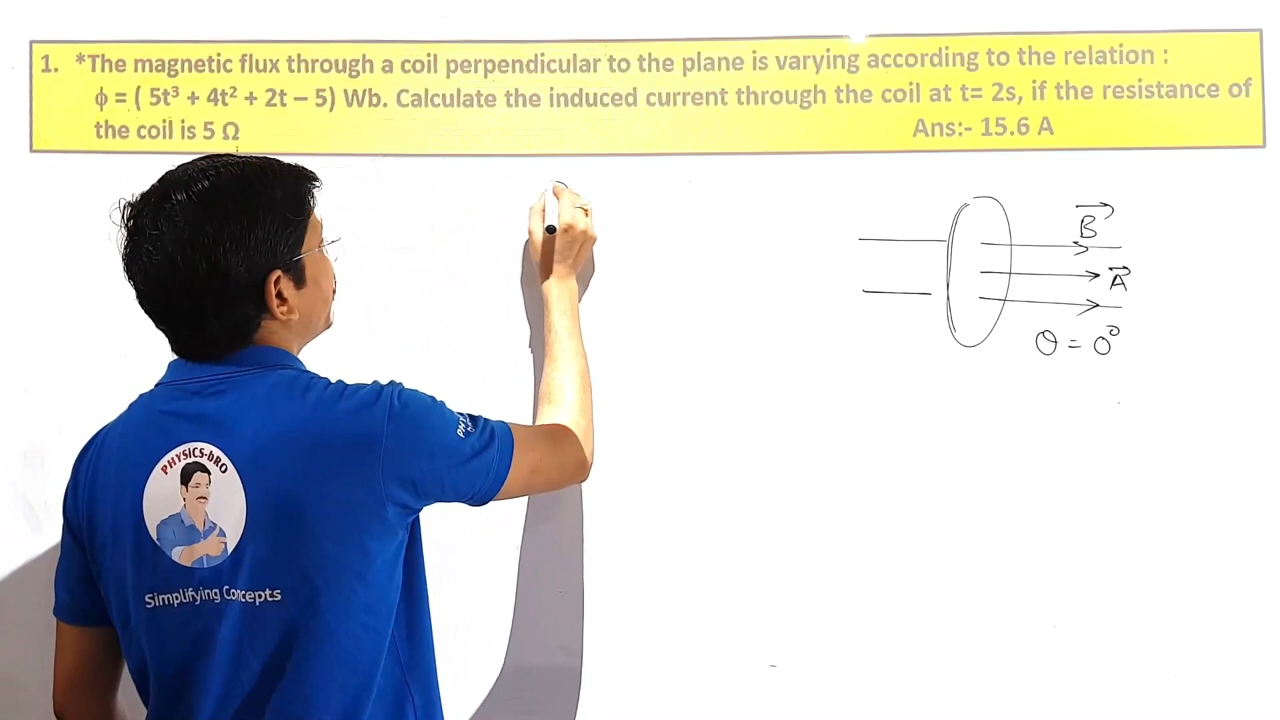 1. *The magnetic flux through a coil perpendicular to the plane is varying according to the relation :
ϕ = ( 5t³ + 4t² + 2t – 5) Wb. Calculate the induced current through the coil at t= 2s, if the resistance of
the coil is 5 Ω Ans:- 15.6 A
B⃗
A⃗
θ = 0°
PHYSICS-bRO
Simplifying Concepts